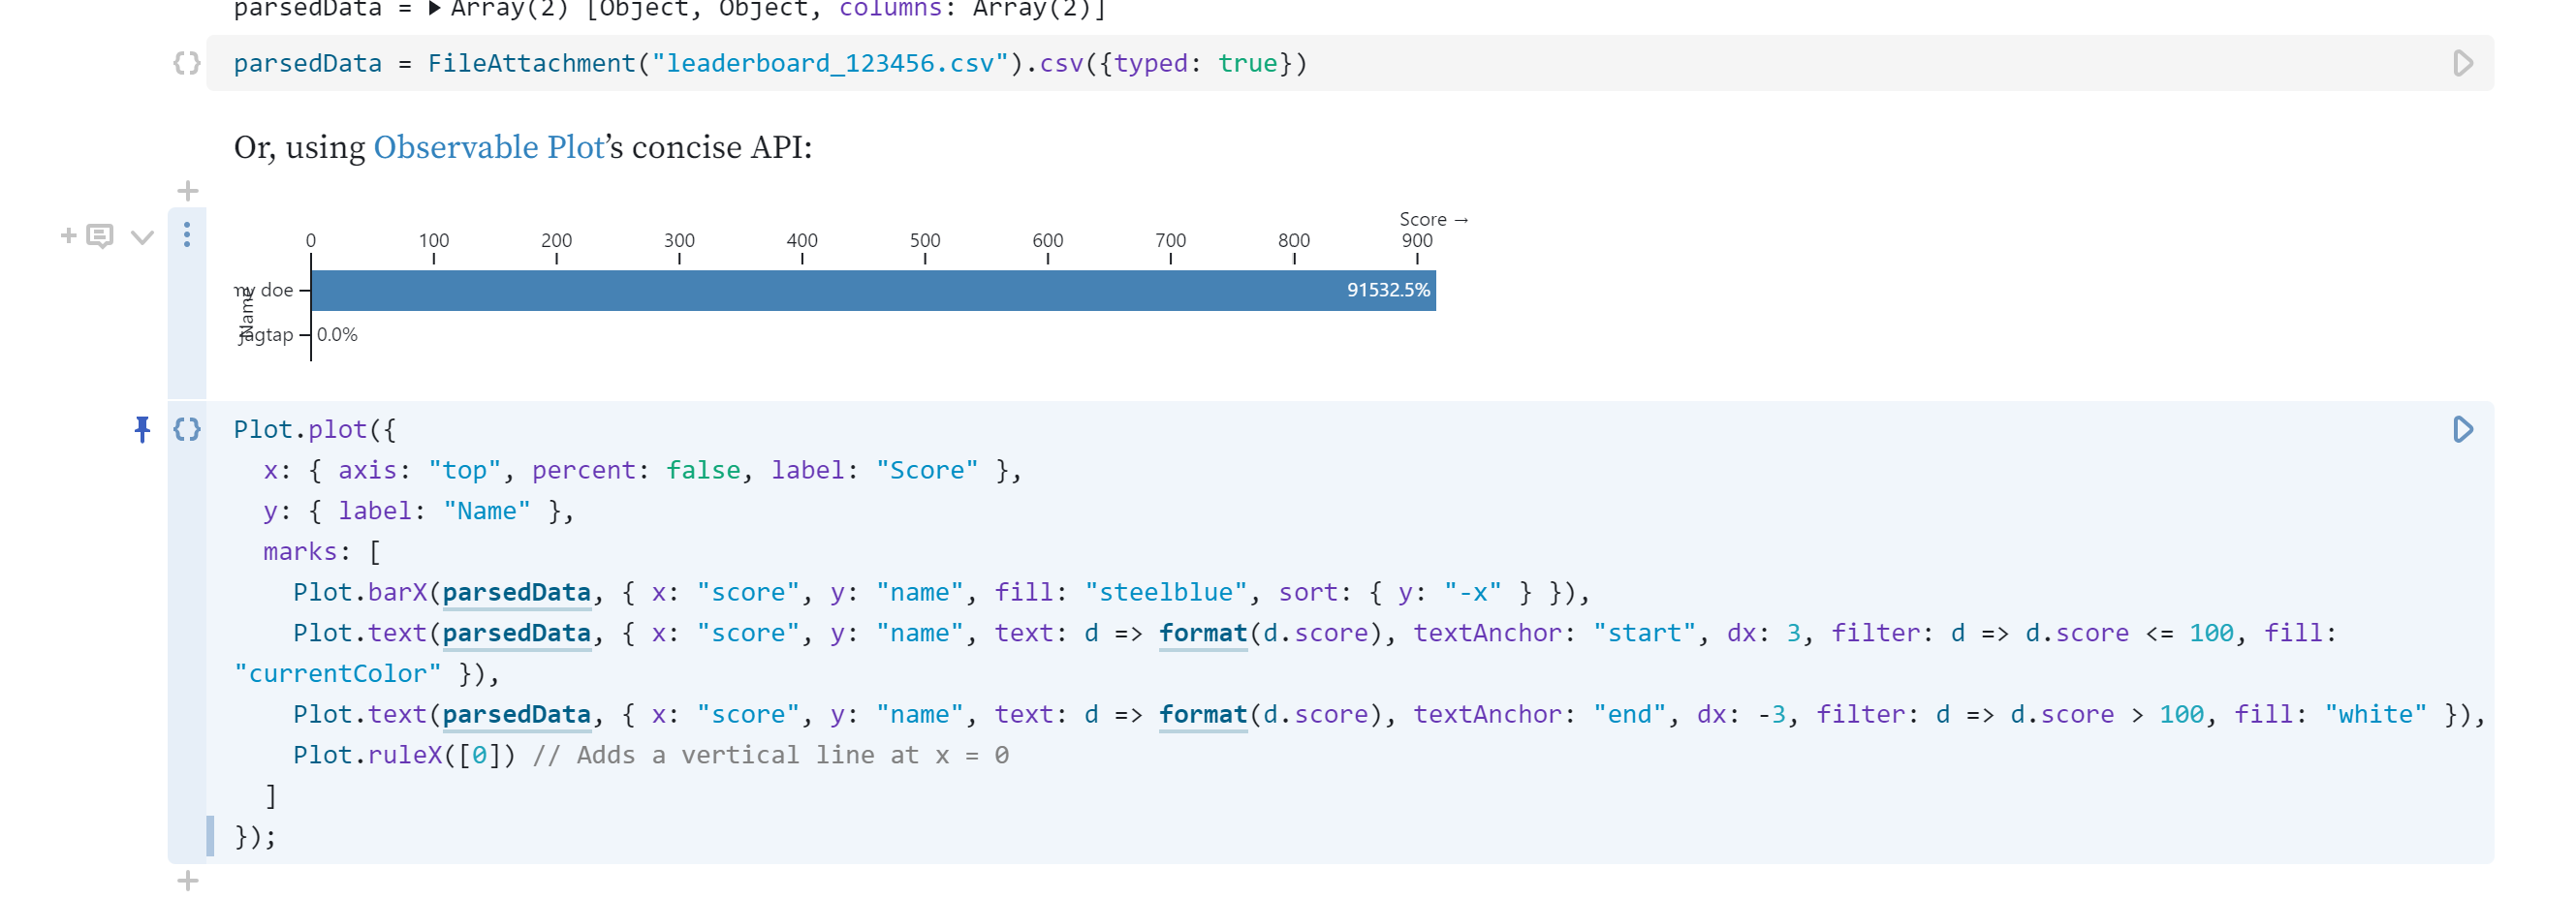 parsedData = ▶ Array(2) [Object, Object, columns: Array(2)]
parsedData = FileAttachment("leaderboard_123456.csv").csv({typed: true})
Or, using Observable Plot’s concise API:
Score →
0 100 200 300 400 500 600 700 800 900
my doe 91532.5%
Name
jagtap 0.0%
Plot.plot({
  x: { axis: "top", percent: false, label: "Score" },
  y: { label: "Name" },
  marks: [
    Plot.barX(parsedData, { x: "score", y: "name", fill: "steelblue", sort: { y: "-x" } }),
    Plot.text(parsedData, { x: "score", y: "name", text: d => format(d.score), textAnchor: "start", dx: 3, filter: d => d.score <= 100, fill:
"currentColor" }),
    Plot.text(parsedData, { x: "score", y: "name", text: d => format(d.score), textAnchor: "end", dx: -3, filter: d => d.score > 100, fill: "white" }),
    Plot.ruleX([0]) // Adds a vertical line at x = 0
  ]
});